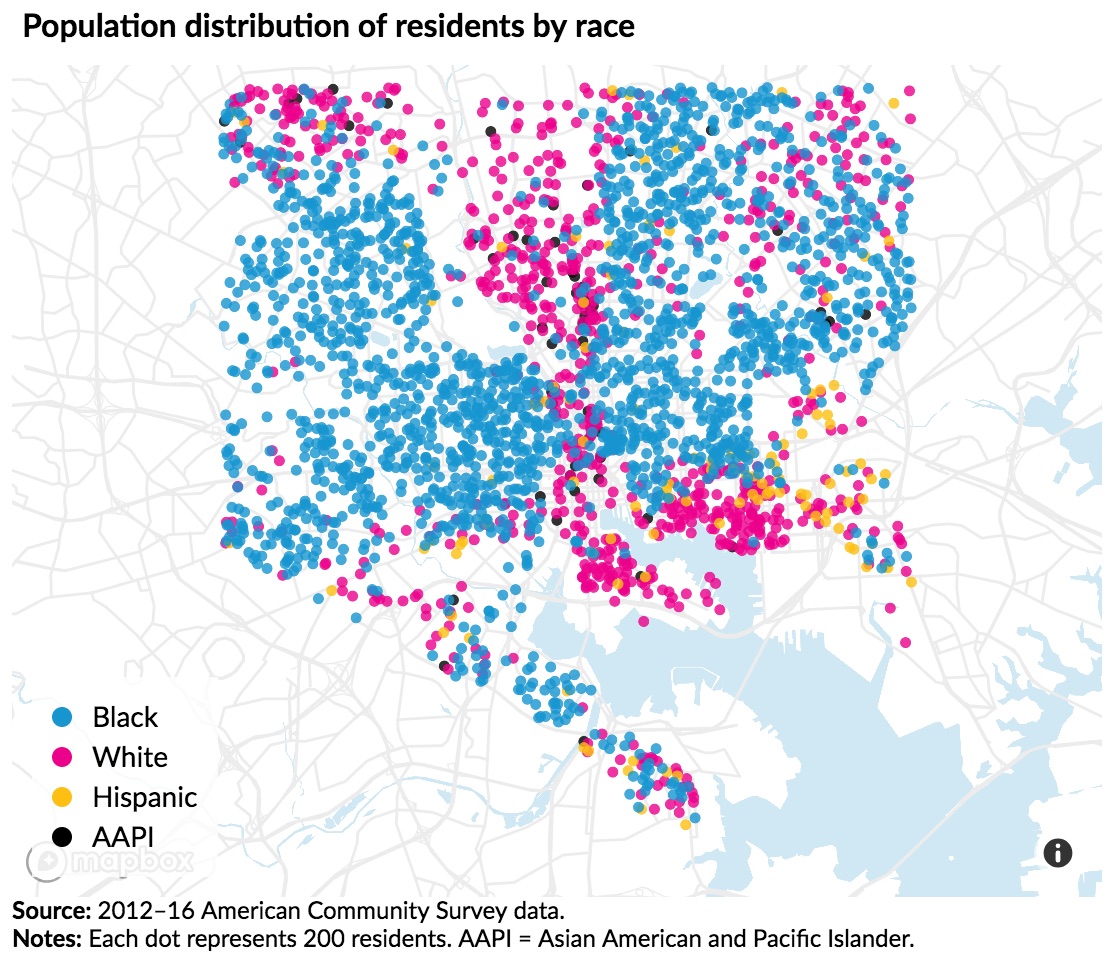 Population distribution of residents by race
Black
White
Hispanic
AAPI
mapbox
Source: 2012–16 American Community Survey data.
Notes: Each dot represents 200 residents. AAPI = Asian American and Pacific Islander.